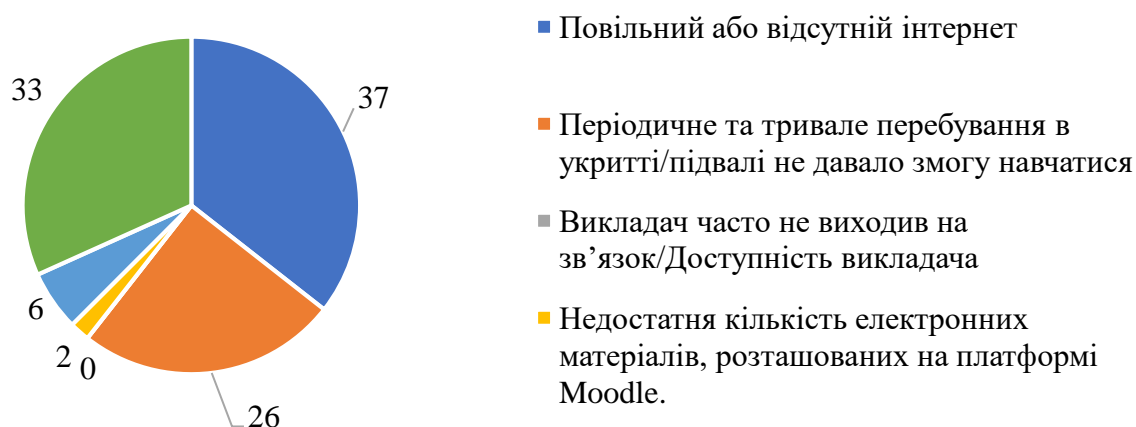 33
37
6
2
0
26
Повільний або відсутній інтернет
Періодичне та тривале перебування в
укритті/підвалі не давало змогу навчатися
Викладач часто не виходив на
зв’язок/Доступність викладача
Недостатня кількість електронних
матеріалів, розташованих на платформі
Moodle.